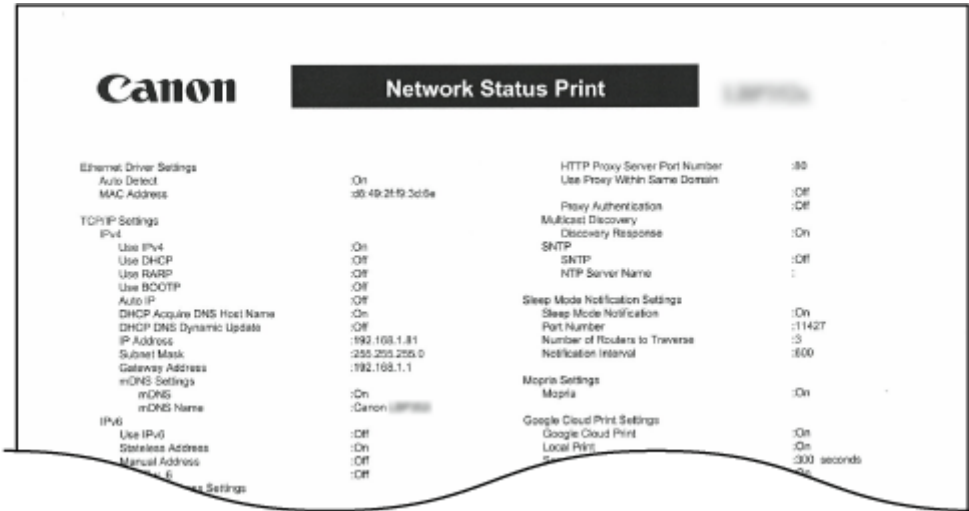 Canon
Network Status Print
Ethernet Driver Settings
Auto Detect :On
MAC Address :d8:49:2f:f9:3d:6e
TCP/IP Settings
IPv4
Use IPv4 :On
Use DHCP :Off
Use RARP :Off
Use BOOTP :Off
Auto IP :Off
DHCP Acquire DNS Host Name :On
DHCP DNS Dynamic Update :Off
IP Address :192.168.1.81
Subnet Mask :255.255.255.0
Gateway Address :192.168.1.1
mDNS Settings
mDNS :On
mDNS Name :Canon
IPv6
Use IPv6 :Off
Stateless Address :On
Manual Address :Off
:Off
Settings
HTTP Proxy Server Port Number :80
Use Proxy Within Same Domain
:Off
Proxy Authentication :Off
Multicast Discovery
Discovery Response :On
SNTP
SNTP :Off
NTP Server Name :
Sleep Mode Notification Settings
Sleep Mode Notification :On
Port Number :11427
Number of Routers to Traverse :3
Notification Interval :600
Mopria Settings
Mopria :On
Google Cloud Print Settings
Google Cloud Print :On
Local Print :On
:300 seconds